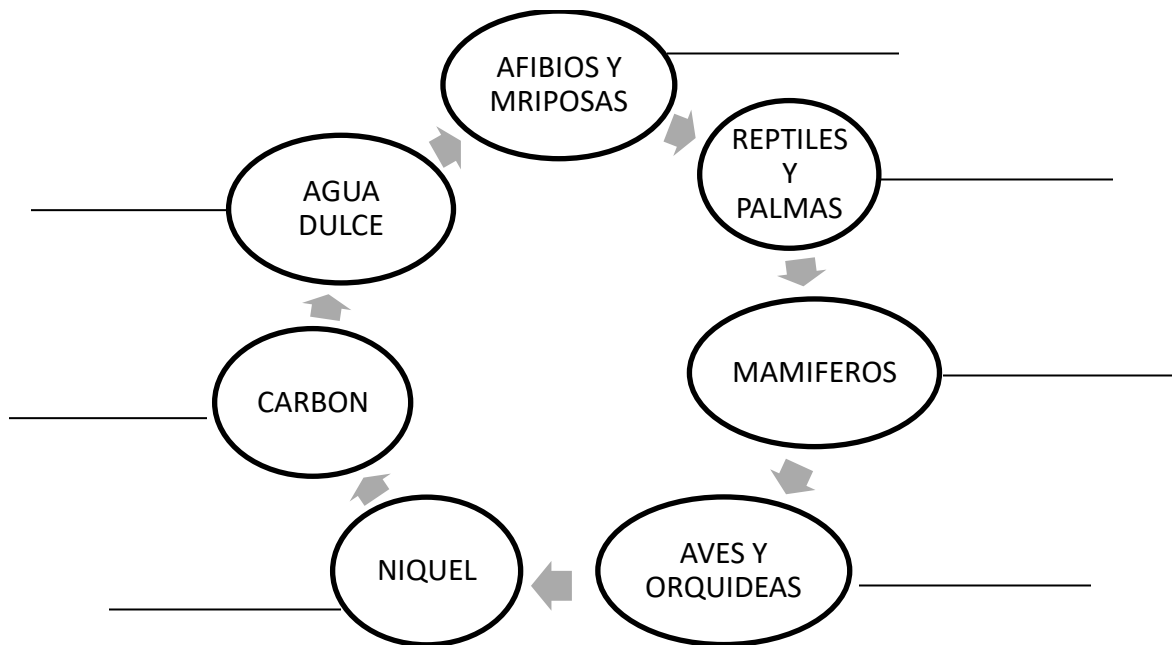 AFIBIOS Y
MRIPOSAS
REPTILES
Y
PALMAS
MAMIFEROS
AVES Y
ORQUIDEAS
NIQUEL
CARBON
AGUA
DULCE